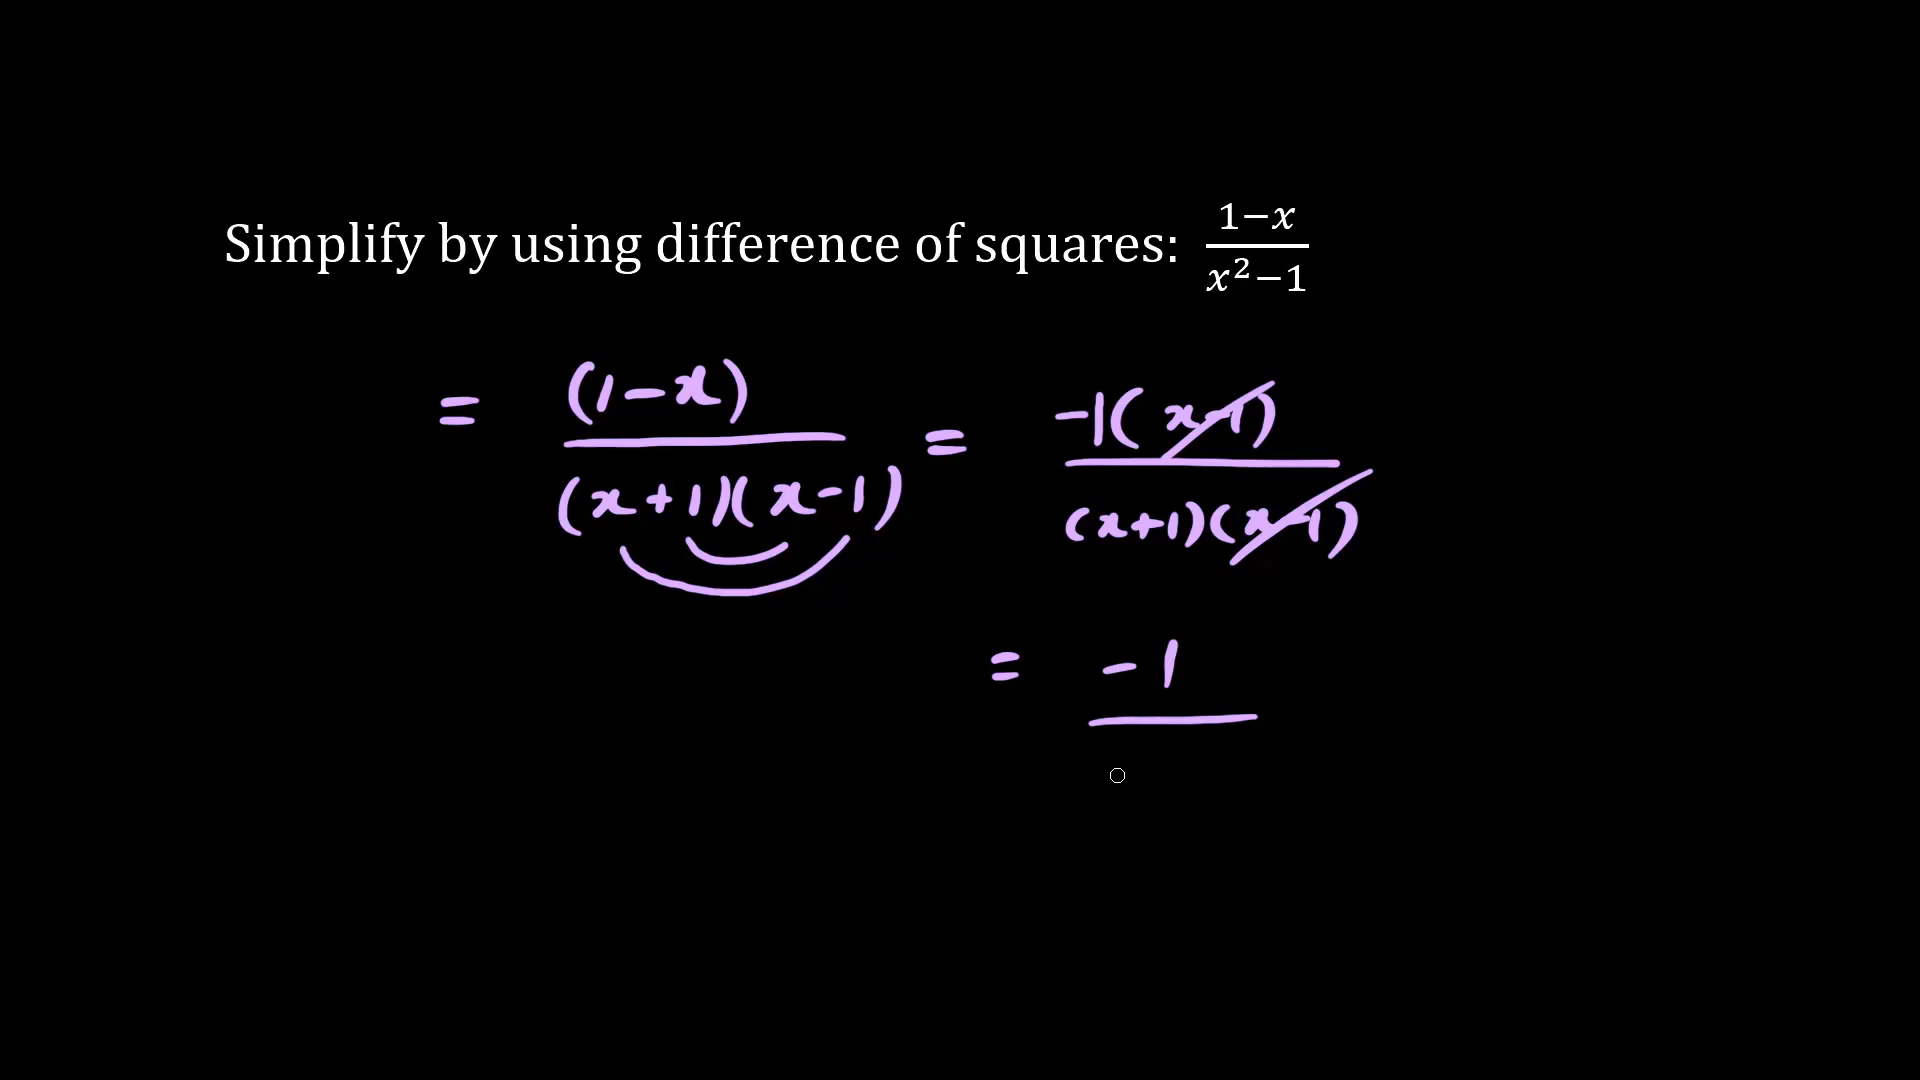 Simplify by using difference of squares: (1−x)/(x²−1)
= (1−x)/((x+1)(x−1)) = −1(x−1)/((x+1)(x−1))
= −1